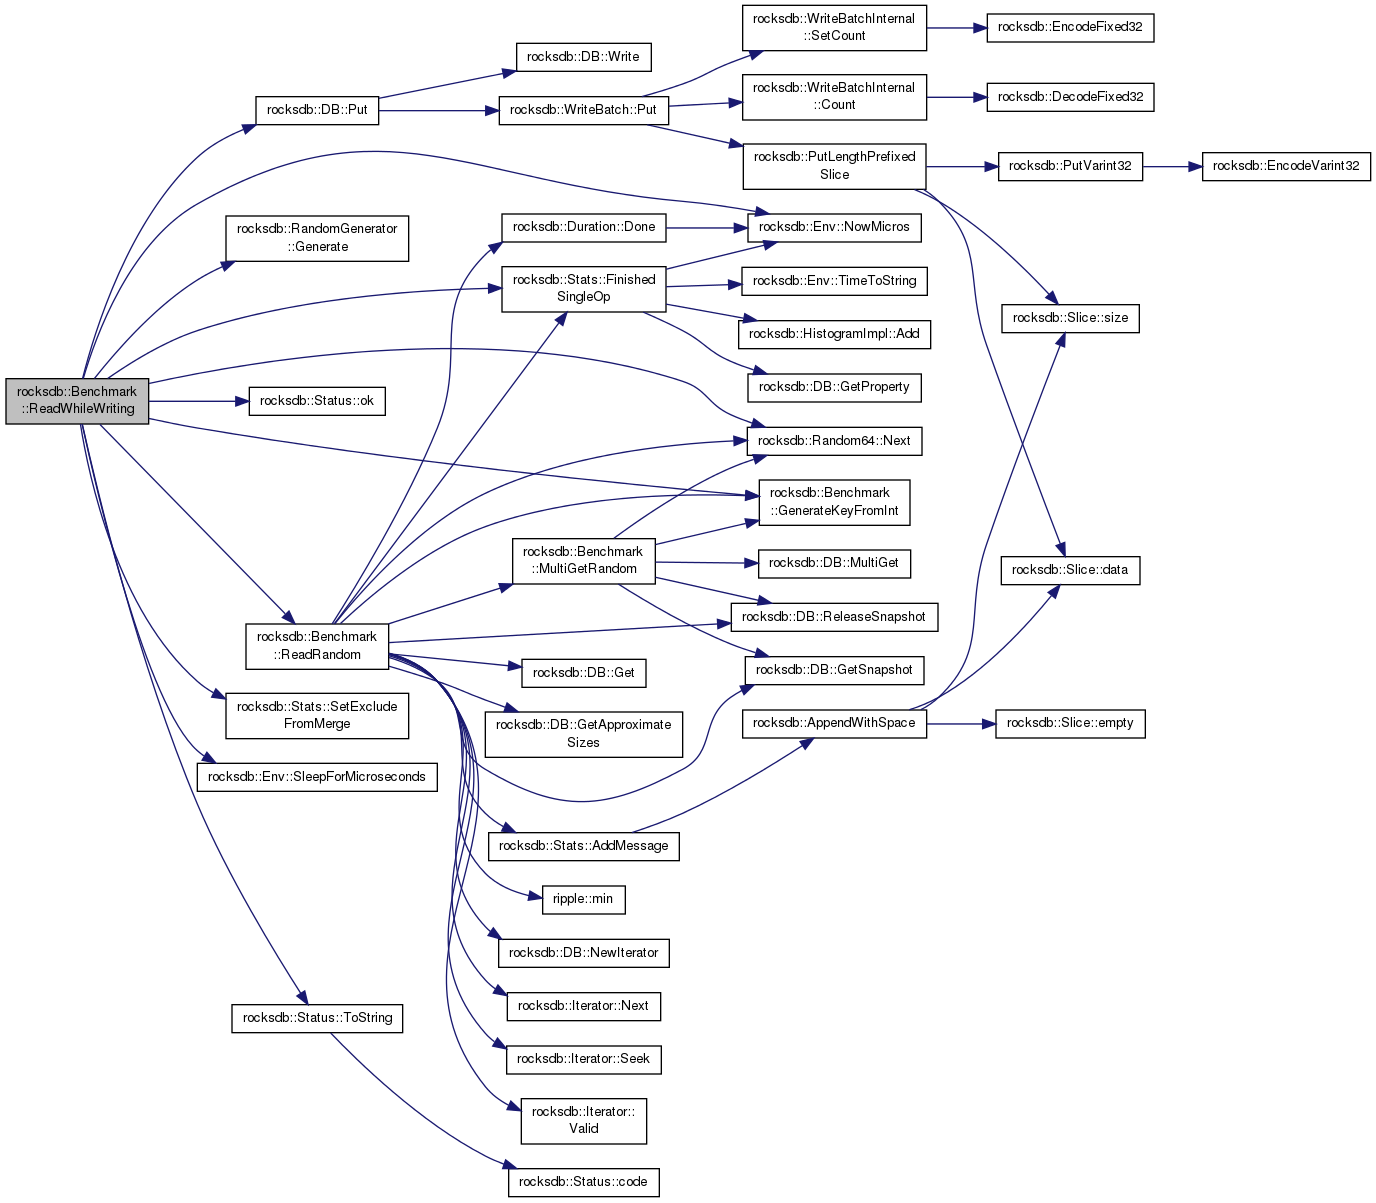 rocksdb::Benchmark
::ReadWhileWriting
rocksdb::DB::Put
rocksdb::RandomGenerator
::Generate
rocksdb::Status::ok
rocksdb::Benchmark
::ReadRandom
rocksdb::Stats::SetExclude
FromMerge
rocksdb::Env::SleepForMicroseconds
rocksdb::Status::ToString
rocksdb::DB::Write
rocksdb::WriteBatch::Put
rocksdb::Duration::Done
rocksdb::Stats::Finished
SingleOp
rocksdb::Benchmark
::MultiGetRandom
rocksdb::DB::Get
rocksdb::DB::GetApproximate
Sizes
rocksdb::Stats::AddMessage
ripple::min
rocksdb::DB::NewIterator
rocksdb::Iterator::Next
rocksdb::Iterator::Seek
rocksdb::Iterator::
Valid
rocksdb::Status::code
rocksdb::WriteBatchInternal
::SetCount
rocksdb::WriteBatchInternal
::Count
rocksdb::PutLengthPrefixed
Slice
rocksdb::Env::NowMicros
rocksdb::Env::TimeToString
rocksdb::HistogramImpl::Add
rocksdb::DB::GetProperty
rocksdb::Random64::Next
rocksdb::Benchmark
::GenerateKeyFromInt
rocksdb::DB::MultiGet
rocksdb::DB::ReleaseSnapshot
rocksdb::DB::GetSnapshot
rocksdb::AppendWithSpace
rocksdb::EncodeFixed32
rocksdb::DecodeFixed32
rocksdb::PutVarint32
rocksdb::Slice::size
rocksdb::Slice::data
rocksdb::Slice::empty
rocksdb::EncodeVarint32